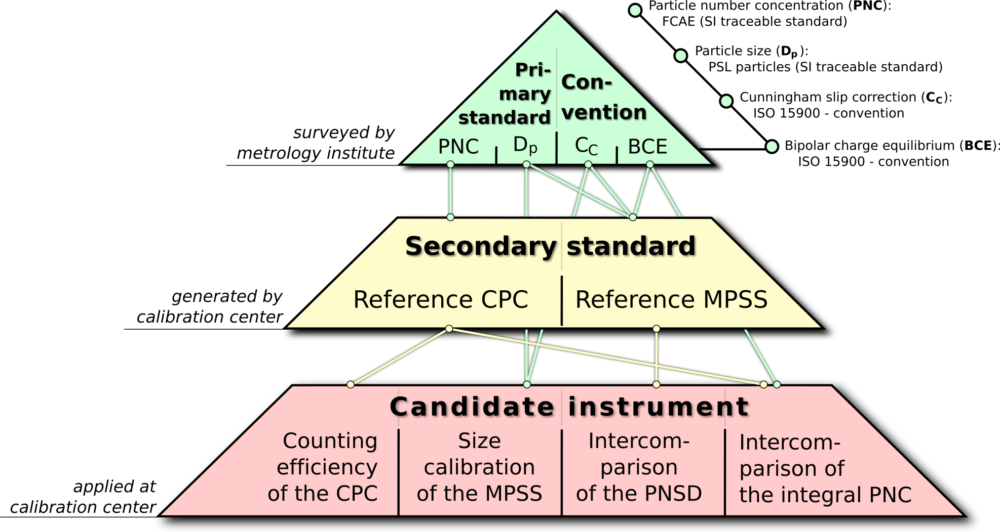 Particle number concentration (PNC):
FCAE (SI traceable standard)
Particle size (Dp):
PSL particles (SI traceable standard)
Cunningham slip correction (CC):
ISO 15900 - convention
Bipolar charge equilibrium (BCE):
ISO 15900 - convention
Pri-
mary
standard
Con-
vention
PNC Dp CC BCE
surveyed by
metrology institute
Secondary standard
Reference CPC Reference MPSS
generated by
calibration center
Candidate instrument
Counting
efficiency
of the CPC
Size
calibration
of the MPSS
Intercom-
parison
of the PNSD
Intercom-
parison of
the integral PNC
applied at
calibration center